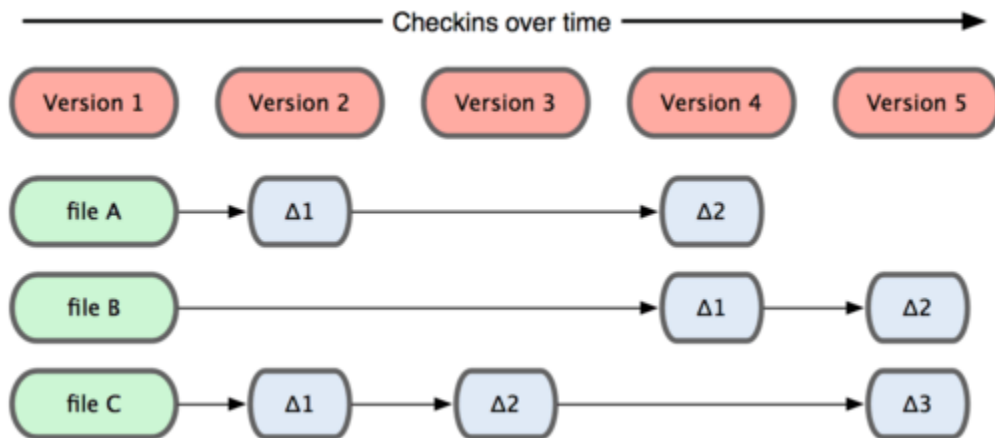 Checkins over time
Version 1 Version 2 Version 3 Version 4 Version 5
file A Δ1 Δ2
file B Δ1 Δ2
file C Δ1 Δ2 Δ3